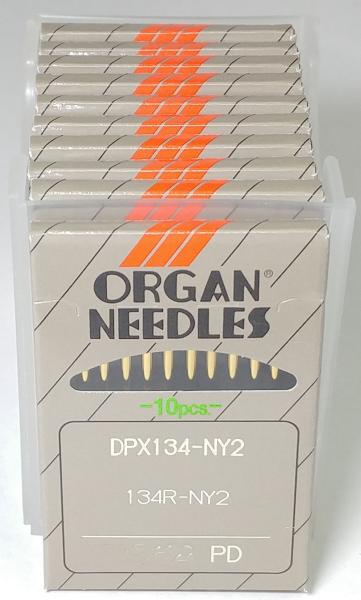 ORGAN®
NEEDLES
-10pcs.-
DPX134-NY2
134R-NY2
PD